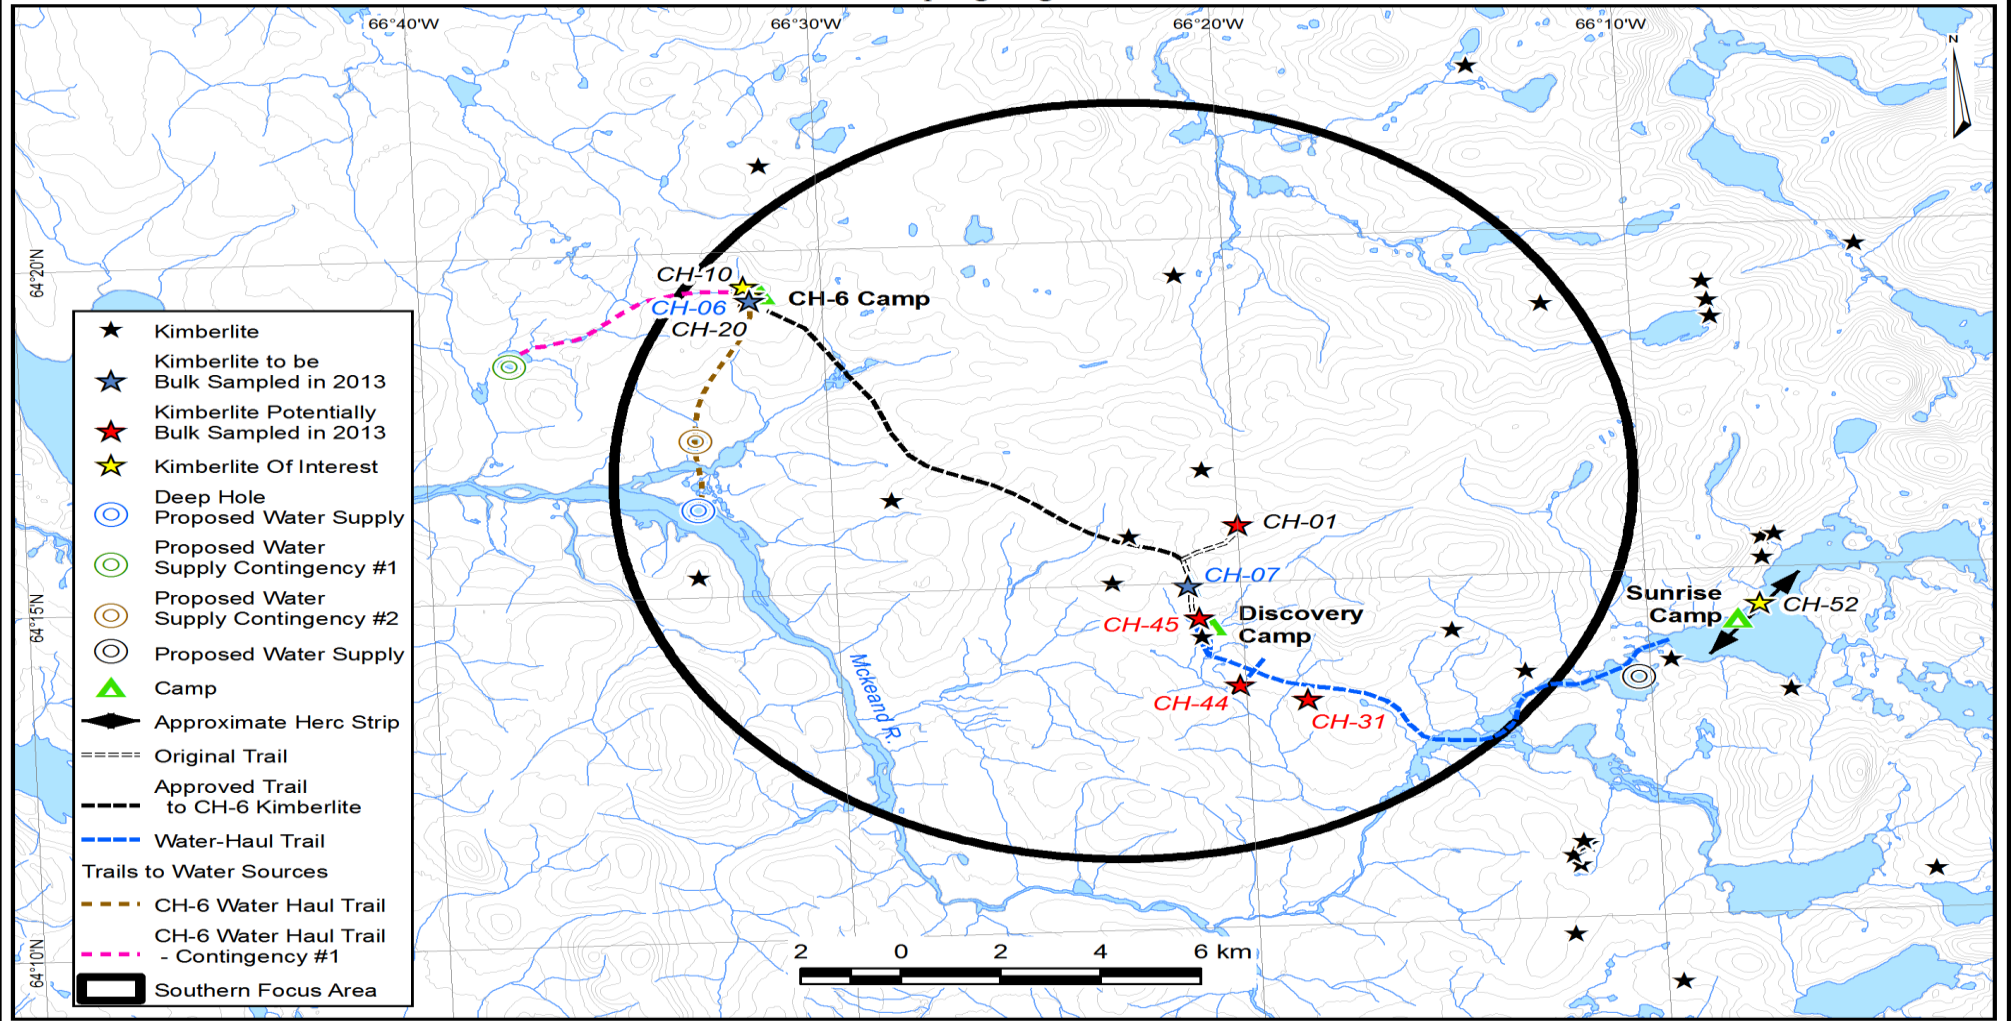 66°40'W
66°30'W
66°20'W
66°10'W
N
64°20'N
64°15'N
64°10'N
CH-10
CH-06
CH-20
CH-6 Camp
CH-01
CH-07
CH-45
Discovery
Camp
CH-44
CH-31
Sunrise
Camp
CH-52
Mckeand R.
Kimberlite
Kimberlite to be
Bulk Sampled in 2013
Kimberlite Potentially
Bulk Sampled in 2013
Kimberlite Of Interest
Deep Hole
Proposed Water Supply
Proposed Water
Supply Contingency #1
Proposed Water
Supply Contingency #2
Proposed Water Supply
Camp
Approximate Herc Strip
Original Trail
Approved Trail
to CH-6 Kimberlite
Water-Haul Trail
Trails to Water Sources
CH-6 Water Haul Trail
CH-6 Water Haul Trail
- Contingency #1
Southern Focus Area
2 0 2 4 6 km